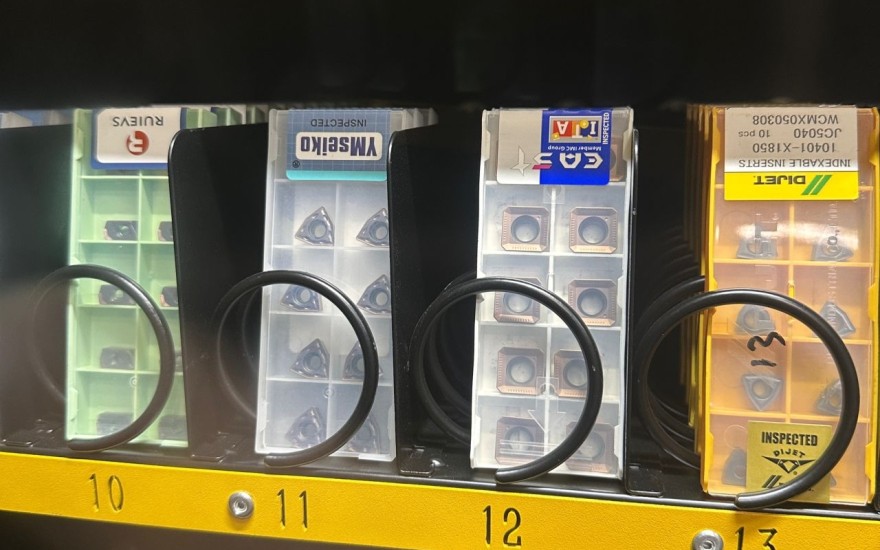 RUIEVS
INSPECTED
YMseiko
INSPECTED
Member IMC Group
DIJET
INDEXABLE INSERTS
10401-X1850
JC5040 10 pcs
WCMX050308
13
INSPECTED
DIJET
10
11
12
13